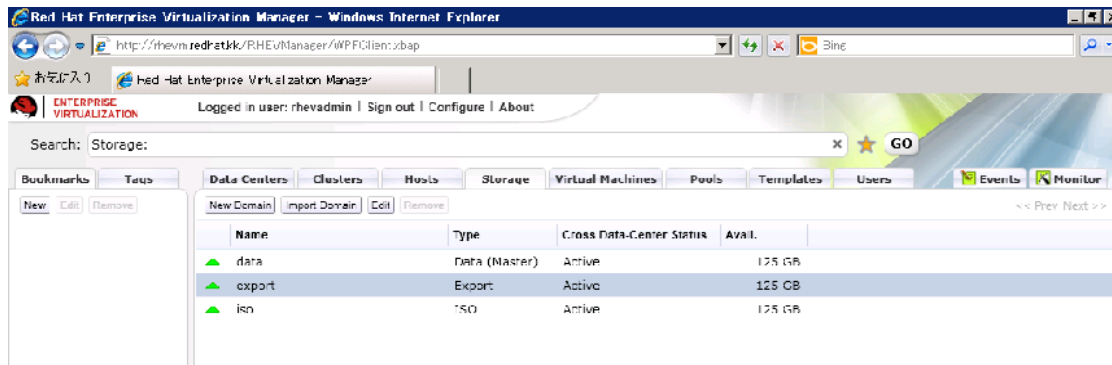 Red Hat Enterprise Virtualization Manager - Windows Internet Explorer
http://rhevm.redhat.kk/RHEVManager/WPFClient.xbap Bing
お気に入り Red Hat Enterprise Virtualization Manager
ENTERPRISE VIRTUALIZATION
Logged in user: rhevadmin | Sign out | Configure | About
Search: Storage: GO
Bookmarks Tags Data Centers Clusters Hosts Storage Virtual Machines Pools Templates Users Events Monitor
New Edit Remove New Domain Import Domain Edit Remove << Prev Next >>
Name Type Cross Data-Center Status Avail.
data Data (Master) Active 125 GB
export Export Active 125 GB
iso ISO Active 125 GB